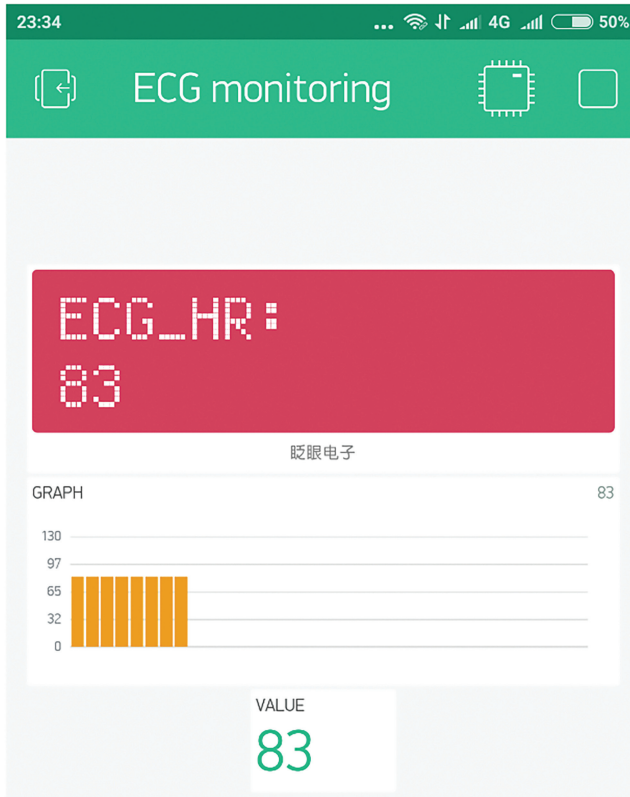 23:34 ... 4G 50%
ECG monitoring
ECG_HR:
83
眨眼电子
GRAPH 83
130
97
65
32
0
VALUE
83